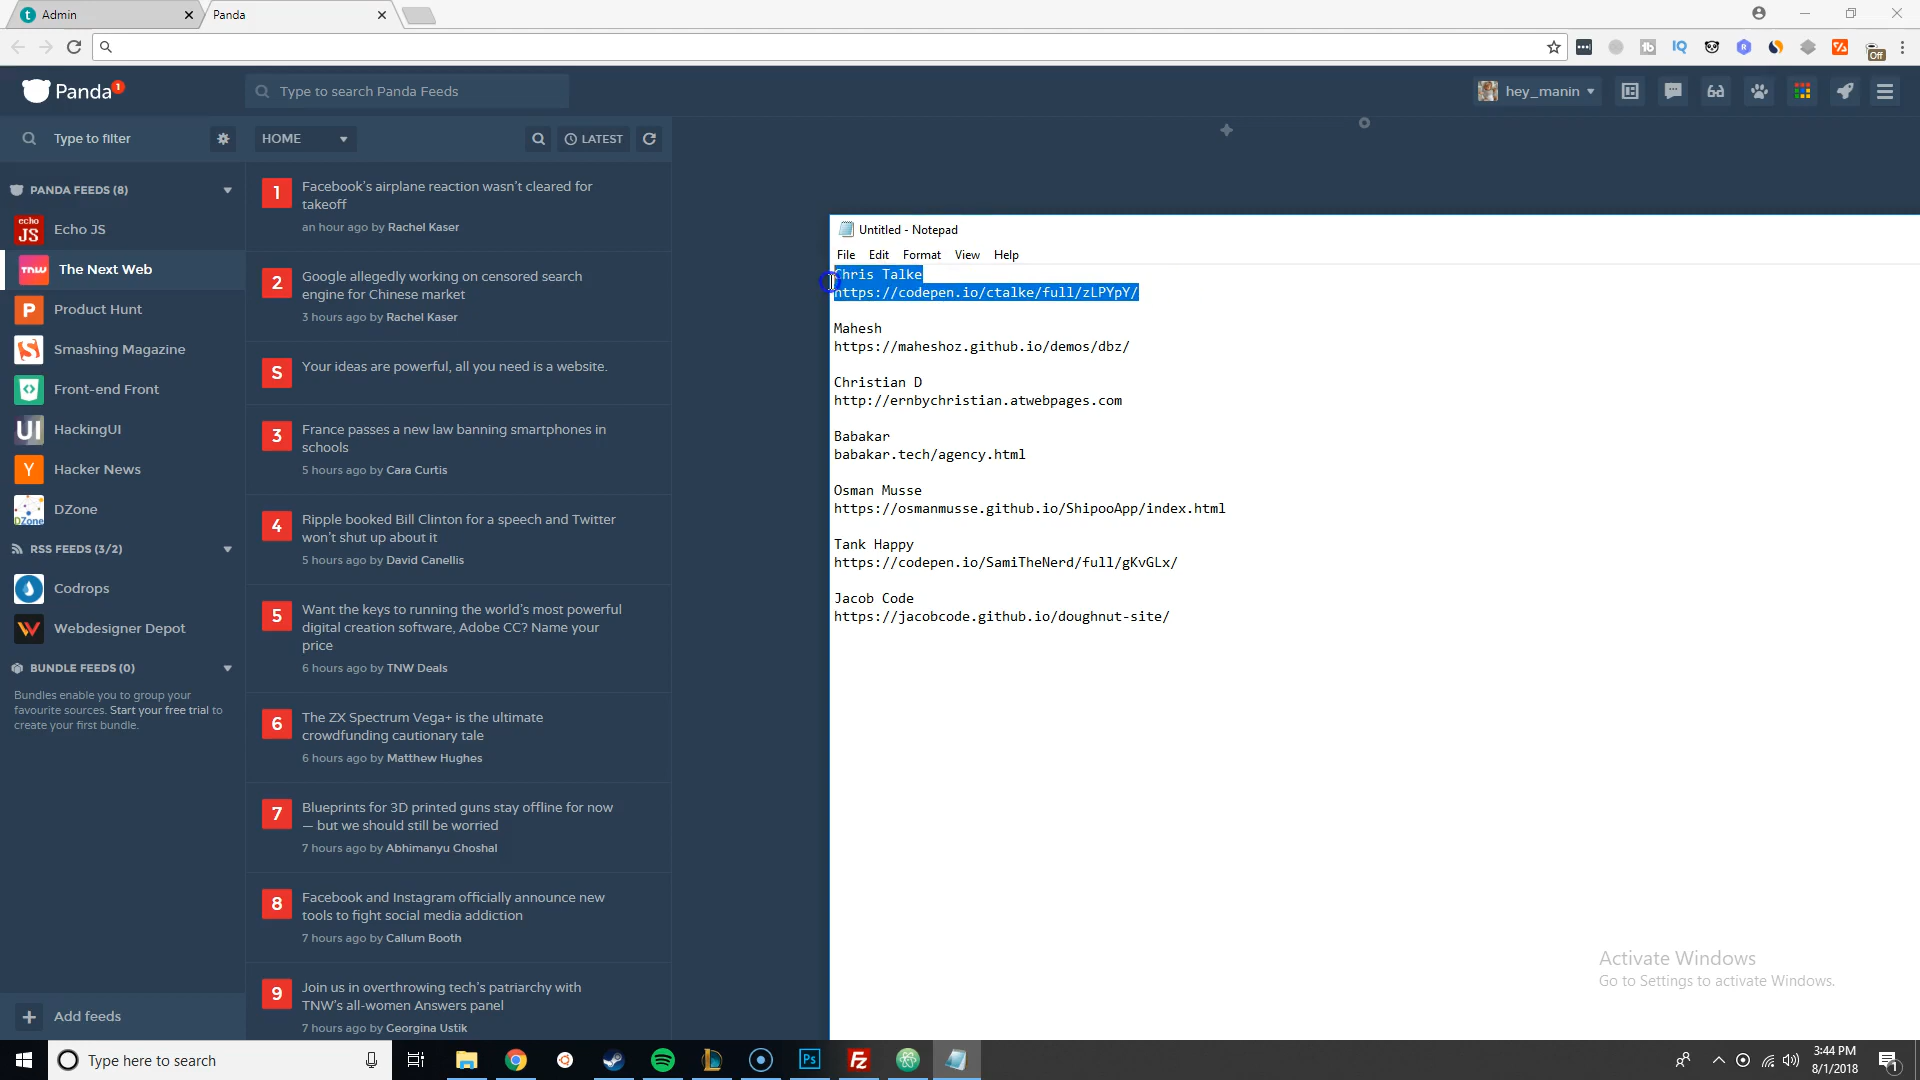 Admin
Panda
Panda 1
Type to search Panda Feeds
hey_manin
Off
Type to filter
HOME
LATEST
PANDA FEEDS (8)
echo JS
Echo JS
TNW
The Next Web
P
Product Hunt
Smashing Magazine
Front-end Front
UI
HackingUI
Y
Hacker News
DZone
DZone
RSS FEEDS (3/2)
Codrops
Webdesigner Depot
BUNDLE FEEDS (0)
Bundles enable you to group your
favourite sources. Start your free trial to
create your first bundle.
Add feeds
1
Facebook's airplane reaction wasn't cleared for
takeoff
an hour ago by Rachel Kaser
2
Google allegedly working on censored search
engine for Chinese market
3 hours ago by Rachel Kaser
S
Your ideas are powerful, all you need is a website.
3
France passes a new law banning smartphones in
schools
5 hours ago by Cara Curtis
4
Ripple booked Bill Clinton for a speech and Twitter
won't shut up about it
5 hours ago by David Canellis
5
Want the keys to running the world's most powerful
digital creation software, Adobe CC? Name your
price
6 hours ago by TNW Deals
6
The ZX Spectrum Vega+ is the ultimate
crowdfunding cautionary tale
6 hours ago by Matthew Hughes
7
Blueprints for 3D printed guns stay offline for now
— but we should still be worried
7 hours ago by Abhimanyu Ghoshal
8
Facebook and Instagram officially announce new
tools to fight social media addiction
7 hours ago by Callum Booth
9
Join us in overthrowing tech's patriarchy with
TNW's all-women Answers panel
7 hours ago by Georgina Ustik
Untitled - Notepad
File Edit Format View Help
Chris Talke
https://codepen.io/ctalke/full/zLPYpY/
Mahesh
https://maheshoz.github.io/demos/dbz/
Christian D
http://ernbychristian.atwebpages.com
Babakar
babakar.tech/agency.html
Osman Musse
https://osmanmusse.github.io/ShipooApp/index.html
Tank Happy
https://codepen.io/SamiTheNerd/full/gKvGLx/
Jacob Code
https://jacobcode.github.io/doughnut-site/
Activate Windows
Go to Settings to activate Windows.
Type here to search
Ps
Fz
3:44 PM
8/1/2018
1